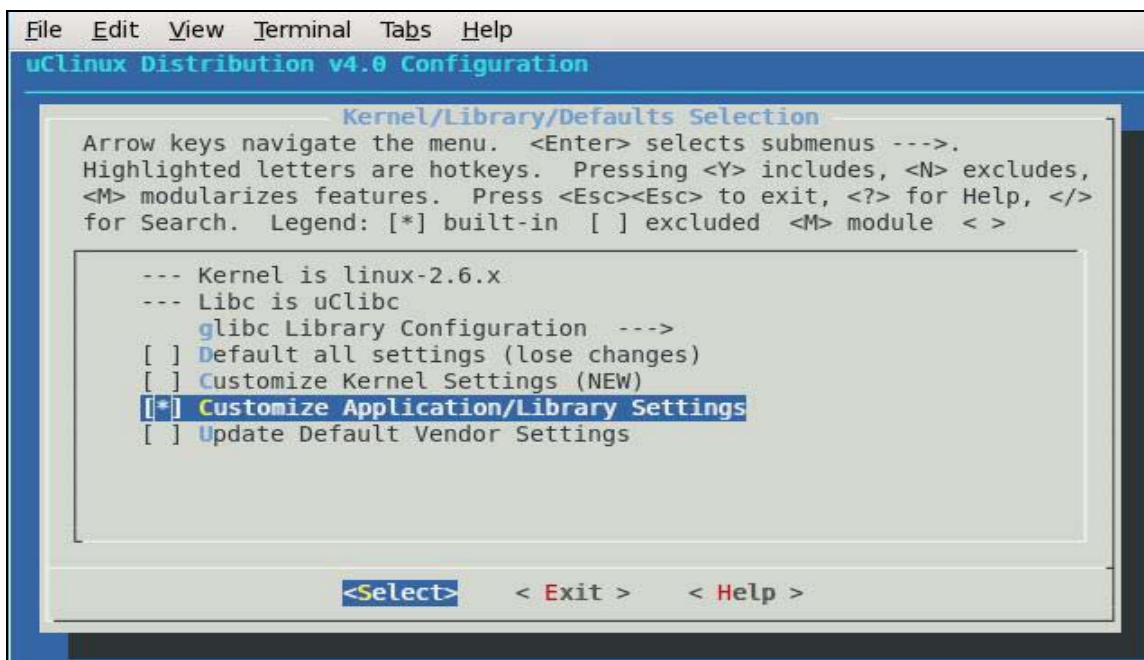 File Edit View Terminal Tabs Help
uClinux Distribution v4.0 Configuration
Kernel/Library/Defaults Selection
Arrow keys navigate the menu. <Enter> selects submenus --->.
Highlighted letters are hotkeys. Pressing <Y> includes, <N> excludes,
<M> modularizes features. Press <Esc><Esc> to exit, <?> for Help, </>
for Search. Legend: [*] built-in [ ] excluded <M> module < >
--- Kernel is linux-2.6.x
--- Libc is uClibc
glibc Library Configuration --->
[ ] Default all settings (lose changes)
[ ] Customize Kernel Settings (NEW)
[*] Customize Application/Library Settings
[ ] Update Default Vendor Settings
<Select> < Exit > < Help >